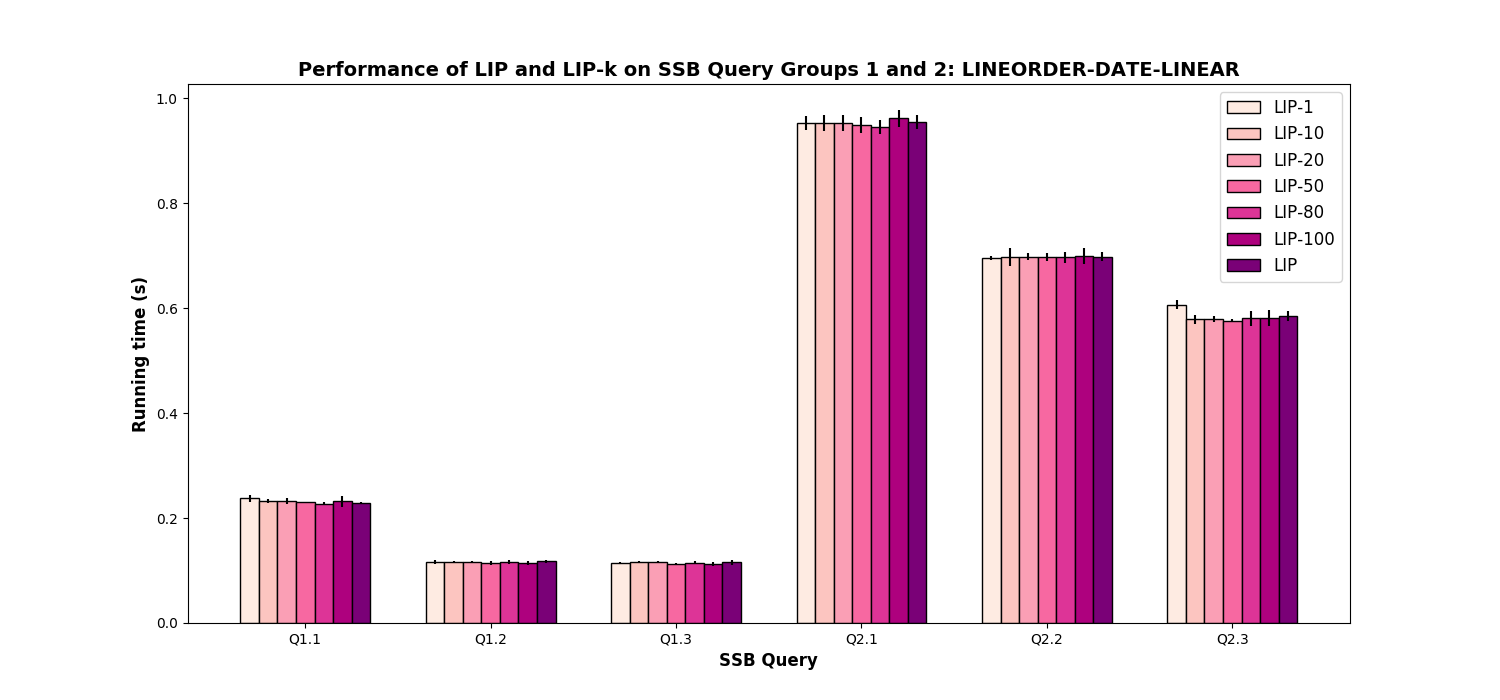 Performance of LIP and LIP-k on SSB Query Groups 1 and 2: LINEORDER-DATE-LINEAR
1.0
0.8
0.6
0.4
0.2
0.0
Running time (s)
LIP-1
LIP-10
LIP-20
LIP-50
LIP-80
LIP-100
LIP
Q1.1 Q1.2 Q1.3 Q2.1 Q2.2 Q2.3
SSB Query